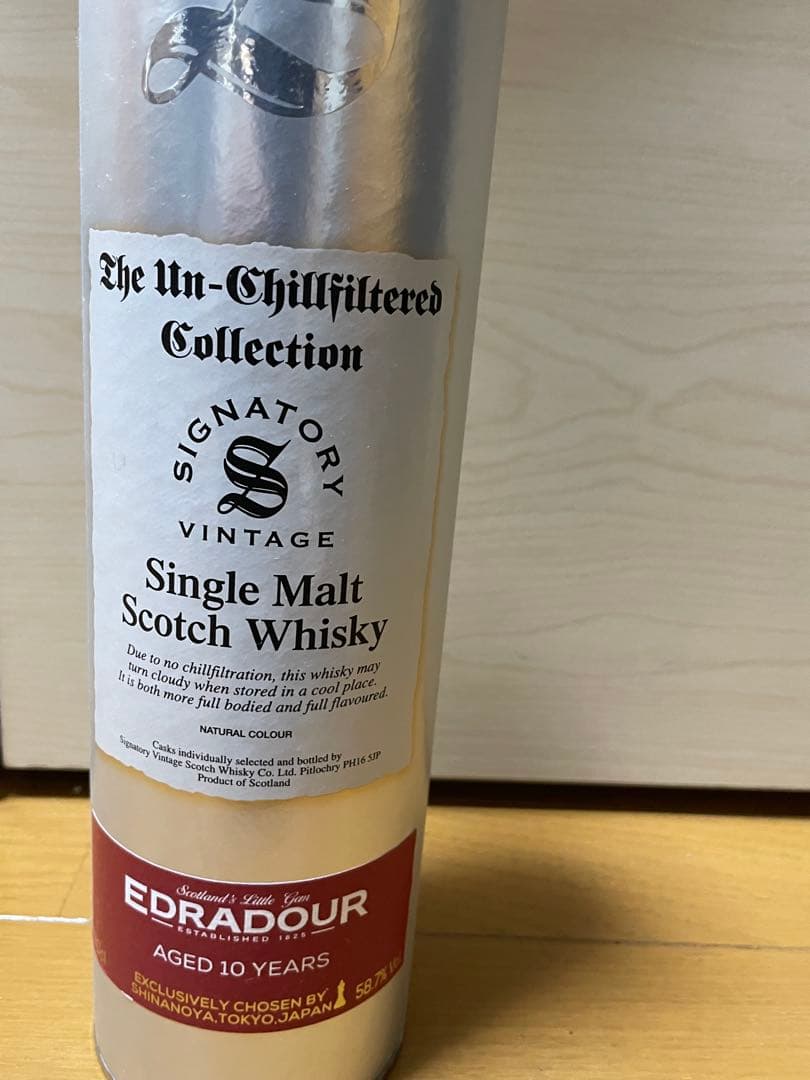 The Un-Chillfiltered
Collection
SIGNATORY
S
VINTAGE
Single Malt
Scotch Whisky
Due to no chillfiltration, this whisky may
turn cloudy when stored in a cool place.
It is both more full bodied and full flavoured.
NATURAL COLOUR
Casks individually selected and bottled by
Signatory Vintage Scotch Whisky Co. Ltd. Pitlochry PH16 5JP
Product of Scotland
Scotland's Little Gem
EDRADOUR
ESTABLISHED 1825
AGED 10 YEARS
EXCLUSIVELY CHOSEN BY
SHINANOYA,TOKYO,JAPAN
58.7%